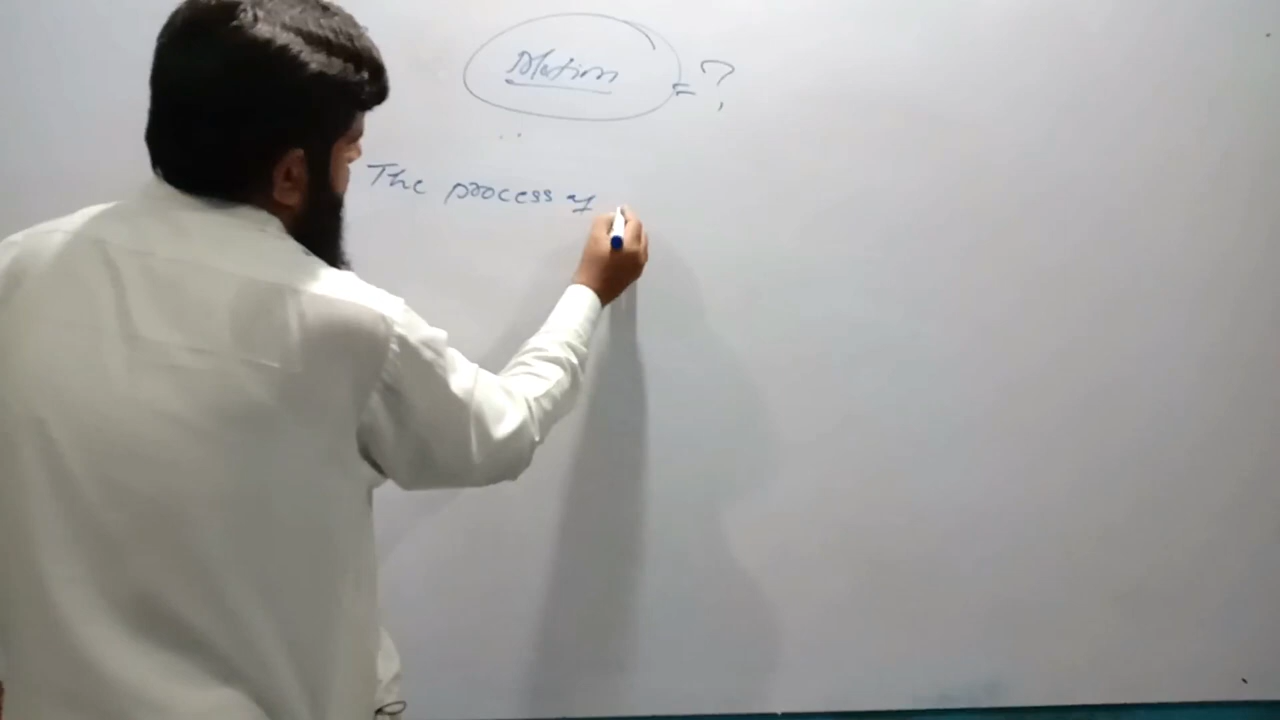 Motion = ?
The process of